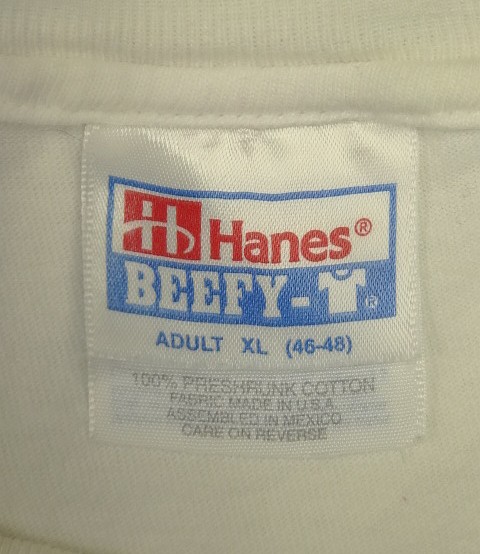 Hanes®
BEEFY-T®
ADULT XL (46-48)
100% PRESHRUNK COTTON
FABRIC MADE IN U.S.A
ASSEMBLED IN MEXICO
CARE ON REVERSE